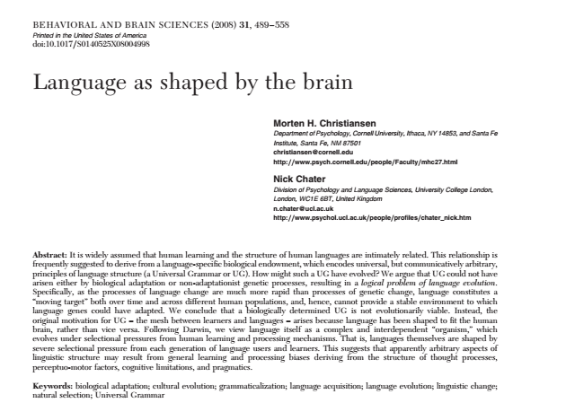 BEHAVIORAL AND BRAIN SCIENCES (2008) 31, 489–558
Printed in the United States of America
doi:10.1017/S0140525X08004998
Language as shaped by the brain
Morten H. Christiansen
Department of Psychology, Cornell University, Ithaca, NY 14853, and Santa Fe
Institute, Santa Fe, NM 87501
christiansen@cornell.edu
http://www.psych.cornell.edu/people/Faculty/mhc27.html
Nick Chater
Division of Psychology and Language Sciences, University College London,
London, WC1E 6BT, United Kingdom
n.chater@ucl.ac.uk
http://www.psychol.ucl.ac.uk/people/profiles/chater_nick.htm
Abstract: It is widely assumed that human learning and the structure of human languages are intimately related. This relationship is
frequently suggested to derive from a language-specific biological endowment, which encodes universal, but communicatively arbitrary,
principles of language structure (a Universal Grammar or UG). How might such a UG have evolved? We argue that UG could not have
arisen either by biological adaptation or non-adaptationist genetic processes, resulting in a logical problem of language evolution.
Specifically, as the processes of language change are much more rapid than processes of genetic change, language constitutes a
“moving target” both over time and across different human populations, and, hence, cannot provide a stable environment to which
language genes could have adapted. We conclude that a biologically determined UG is not evolutionarily viable. Instead, the
original motivation for UG – the mesh between learners and languages – arises because language has been shaped to fit the human
brain, rather than vice versa. Following Darwin, we view language itself as a complex and interdependent “organism,” which
evolves under selectional pressures from human learning and processing mechanisms. That is, languages themselves are shaped by
severe selectional pressure from each generation of language users and learners. This suggests that apparently arbitrary aspects of
linguistic structure may result from general learning and processing biases deriving from the structure of thought processes,
perceptuo-motor factors, cognitive limitations, and pragmatics.
Keywords: biological adaptation; cultural evolution; grammaticalization; language acquisition; language evolution; linguistic change;
natural selection; Universal Grammar